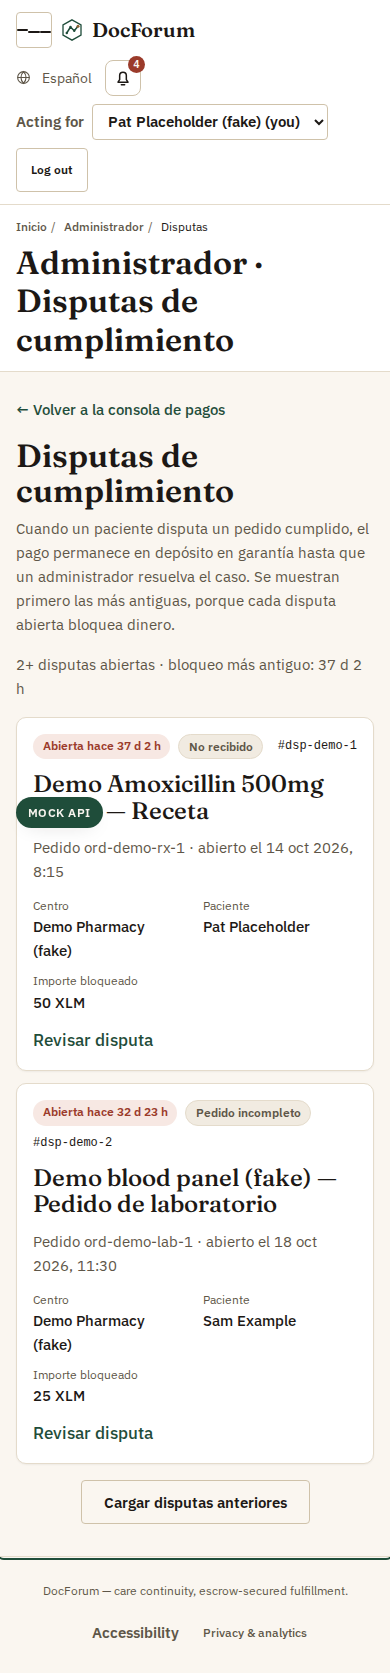 DocForum
Español
4
Acting for
Pat Placeholder (fake) (you)
Log out
Inicio / Administrador / Disputas
Administrador ·
Disputas de
cumplimiento
← Volver a la consola de pagos
Disputas de
cumplimiento
Cuando un paciente disputa un pedido cumplido, el
pago permanece en depósito en garantía hasta que
un administrador resuelva el caso. Se muestran
primero las más antiguas, porque cada disputa
abierta bloquea dinero.
2+ disputas abiertas · bloqueo más antiguo: 37 d 2
h
Abierta hace 37 d 2 h
No recibido
#dsp-demo-1
Demo Amoxicillin 500mg
MOCK API
— Receta
Pedido ord-demo-rx-1 · abierto el 14 oct 2026,
8:15
Centro
Paciente
Demo Pharmacy
(fake)
Pat Placeholder
Importe bloqueado
50 XLM
Revisar disputa
Abierta hace 32 d 23 h
Pedido incompleto
#dsp-demo-2
Demo blood panel (fake) —
Pedido de laboratorio
Pedido ord-demo-lab-1 · abierto el 18 oct
2026, 11:30
Centro
Paciente
Demo Pharmacy
(fake)
Sam Example
Importe bloqueado
25 XLM
Revisar disputa
Cargar disputas anteriores
DocForum — care continuity, escrow-secured fulfillment.
Accessibility
Privacy & analytics